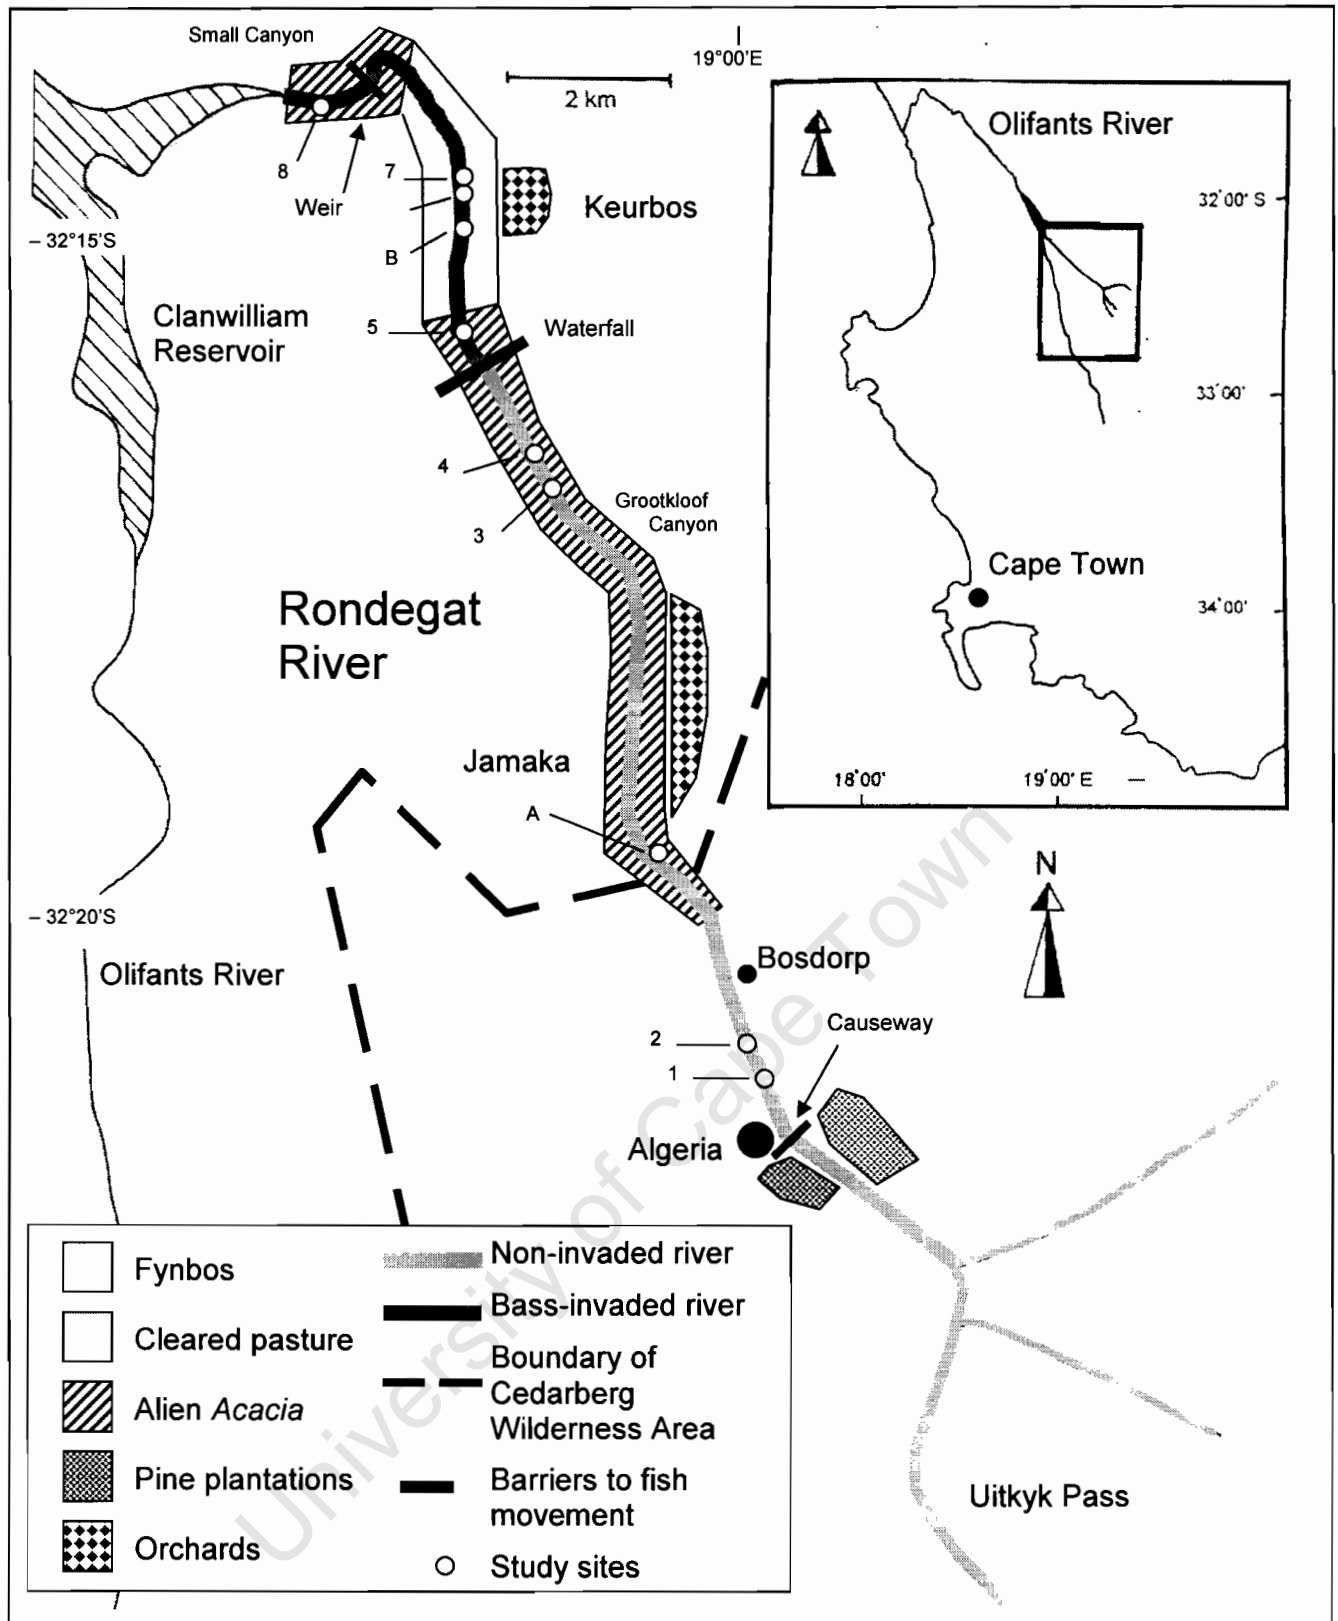 Small Canyon
19°00'E
2 km
8
Weir
7
Keurbos
B
– 32°15'S
Clanwilliam
Reservoir
5
Waterfall
4
3
Grootkloof
Canyon
Rondegat
River
Jamaka
A
– 32°20'S
Olifants River
Bosdorp
2
1
Causeway
Algeria
Uitkyk Pass
N
Olifants River
32°00' S
33°00'
Cape Town
34°00'
18°00'
19°00' E
Fynbos
Cleared pasture
Alien Acacia
Pine plantations
Orchards
Non-invaded river
Bass-invaded river
Boundary of
Cedarberg
Wilderness Area
Barriers to fish
movement
Study sites
University of Cape Town